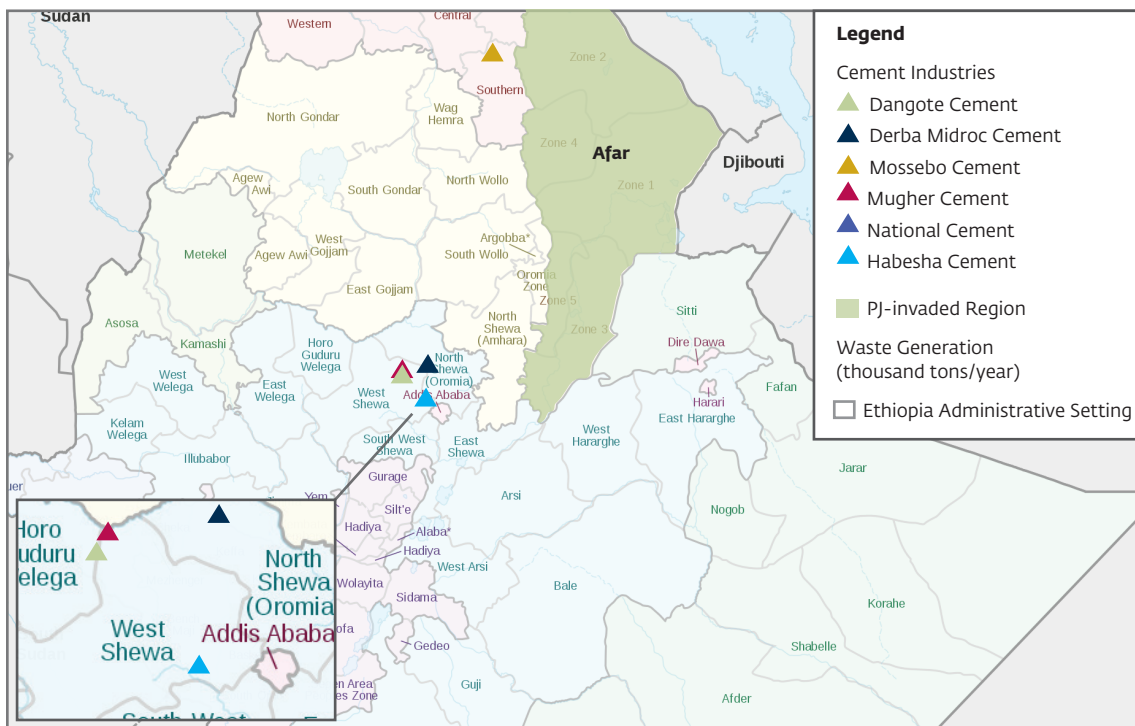 Sudan
Western
Central
Zone 2
Southern
North Gondar
Wag
Hemra
Zone 4
Afar
Djibouti
Agew
Awi
South Gondar
North Wollo
Zone 1
Metekel
West
Gojjam
Agew Awi
Argobba*
South Wollo
Oromia
Zone
Zone 5
East Gojjam
Asosa
Kamashi
North
Shewa
(Amhara)
Zone 3
Sitti
Dire Dawa
Horo
Guduru
Welega
West
Welega
East
Welega
North
Shewa
(Oromia)
West
Shewa
Addis Ababa
Fafan
Harari
East Hararghe
Kelam
Welega
Illubabor
South West
Shewa
East
Shewa
West
Hararghe
Jarar
Gurage
Yem
Silt'e
Hadiya
Alaba*
Hadiya
Arsi
Nogob
West Arsi
Wolayita
Sidama
Bale
Korahe
Gedeo
Shabelle
Guji
Afder
Legend
Cement Industries
Dangote Cement
Derba Midroc Cement
Mossebo Cement
Mugher Cement
National Cement
Habesha Cement
PJ-invaded Region
Waste Generation
(thousand tons/year)
Ethiopia Administrative Setting
North
Shewa
(Oromia
West
Shewa
Addis Ababa
South West